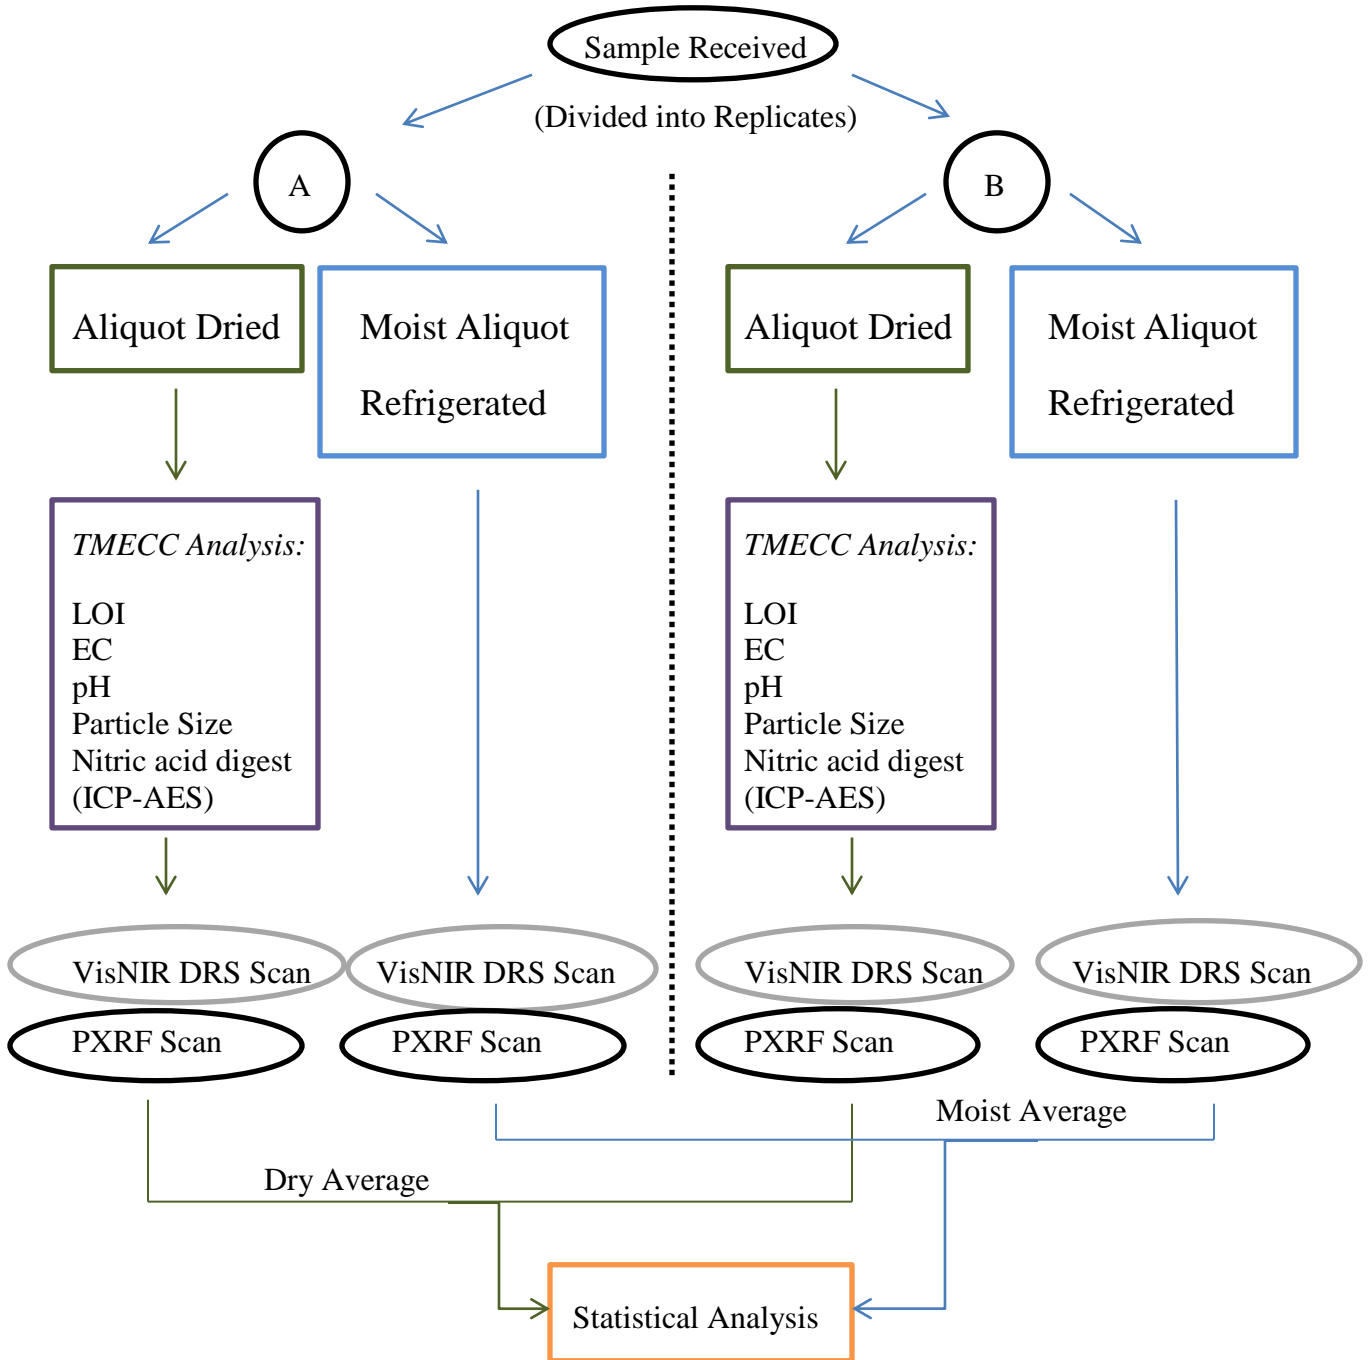 Sample Received
(Divided into Replicates)
A
B
Aliquot Dried
Moist Aliquot
Refrigerated
Aliquot Dried
Moist Aliquot
Refrigerated
TMECC Analysis:
LOI
EC
pH
Particle Size
Nitric acid digest
(ICP-AES)
TMECC Analysis:
LOI
EC
pH
Particle Size
Nitric acid digest
(ICP-AES)
VisNIR DRS Scan
VisNIR DRS Scan
VisNIR DRS Scan
VisNIR DRS Scan
PXRF Scan
PXRF Scan
PXRF Scan
PXRF Scan
Moist Average
Dry Average
Statistical Analysis